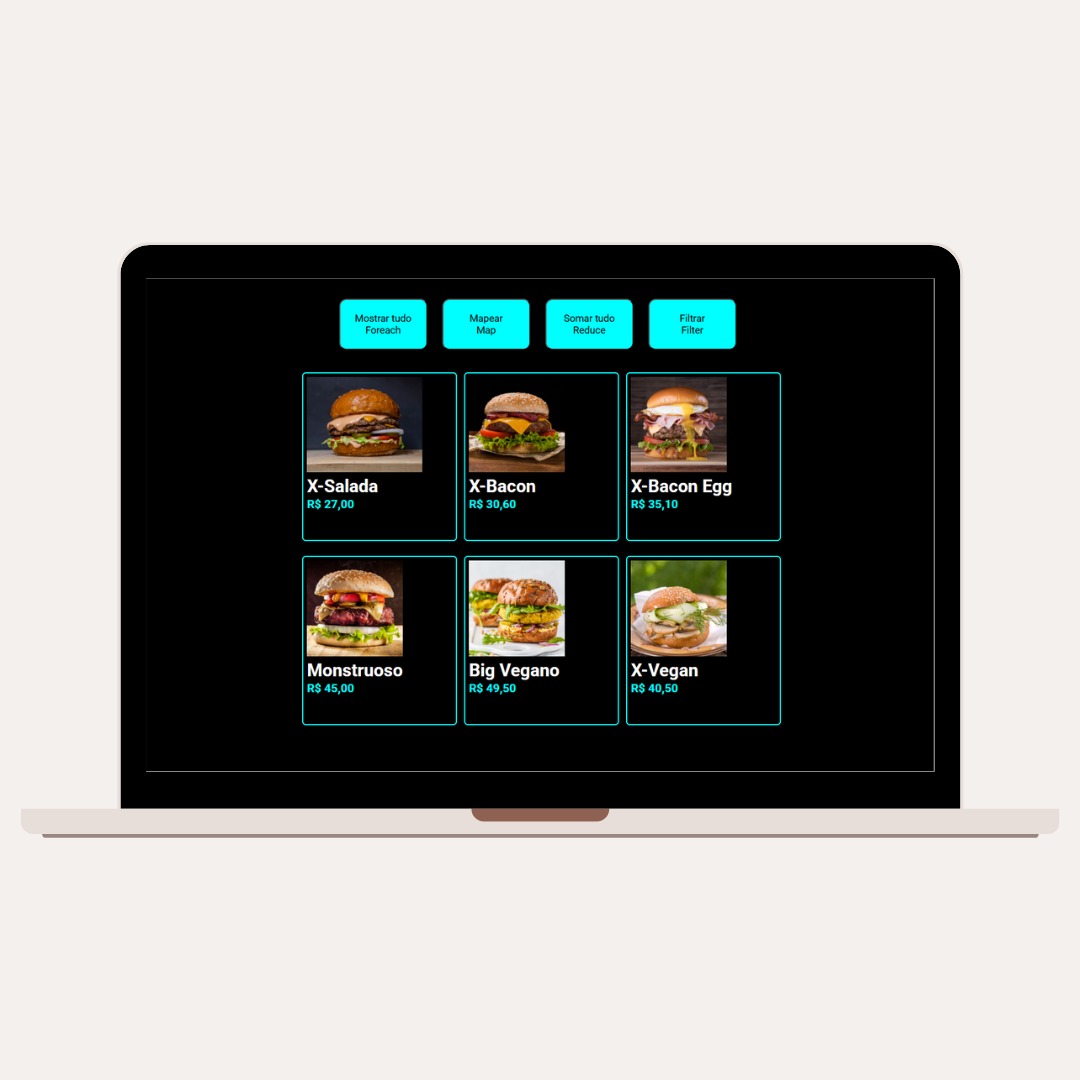 Mostrar tudo
Foreach
Mapear
Map
Somar tudo
Reduce
Filtrar
Filter
X-Salada
R$ 27,00
X-Bacon
R$ 30,60
X-Bacon Egg
R$ 35,10
Monstruoso
R$ 45,00
Big Vegano
R$ 49,50
X-Vegan
R$ 40,50